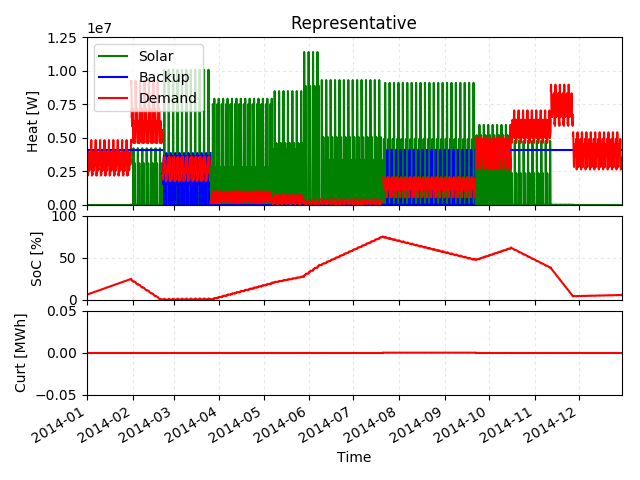 Representative
1e7
1.25
1.00
0.75
0.50
0.25
0.00
Heat [W]
Solar
Backup
Demand
100
50
0
SoC [%]
0.05
0.00
−0.05
Curt [MWh]
2014-01
2014-02
2014-03
2014-04
2014-05
2014-06
2014-07
2014-08
2014-09
2014-10
2014-11
2014-12
Time